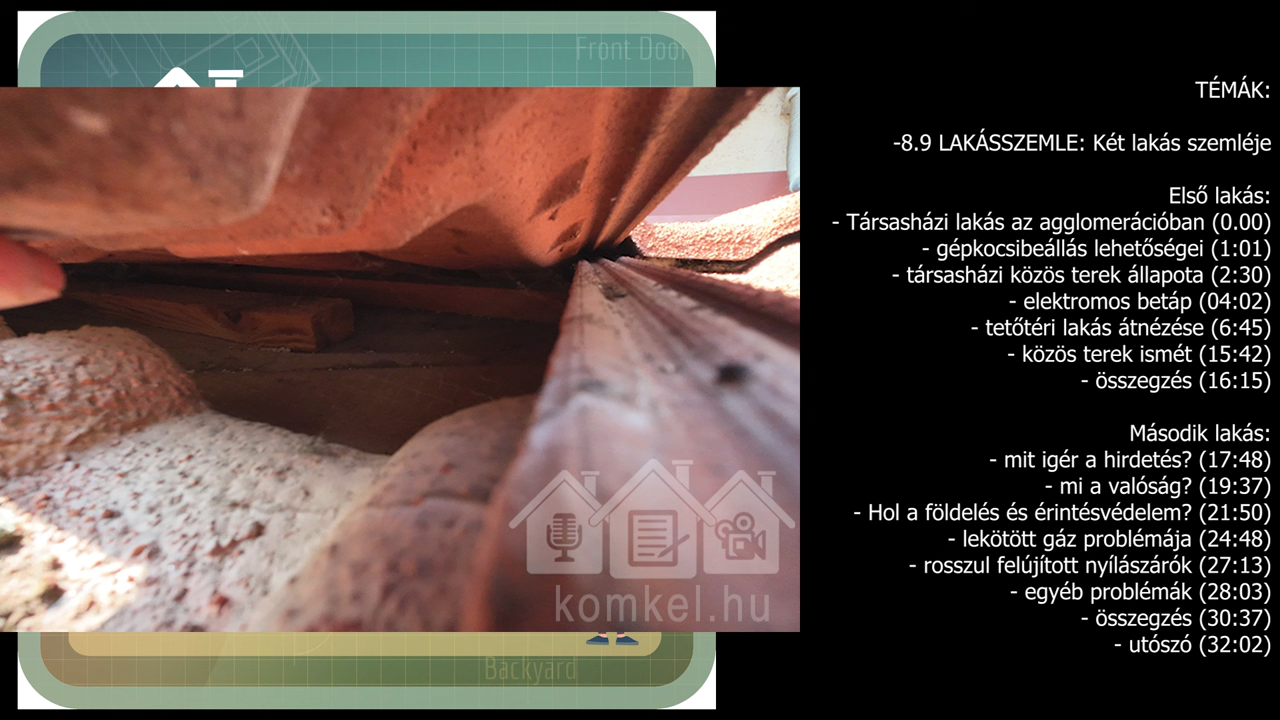 Front Door
TÉMÁK:
-8.9 LAKÁSSZEMLE: Két lakás szemléje
Első lakás:
- Társasházi lakás az agglomerációban (0.00)
- gépkocsibeállás lehetőségei (1:01)
- társasházi közös terek állapota (2:30)
- elektromos betáp (04:02)
- tetőtéri lakás átnézése (6:45)
- közös terek ismét (15:42)
- összegzés (16:15)
Második lakás:
- mit igér a hirdetés? (17:48)
- mi a valóság? (19:37)
- Hol a földelés és érintésvédelem? (21:50)
- lekötött gáz problémája (24:48)
- rosszul felújított nyílászárók (27:13)
- egyéb problémák (28:03)
- összegzés (30:37)
- utószó (32:02)
komkel.hu
Backyard